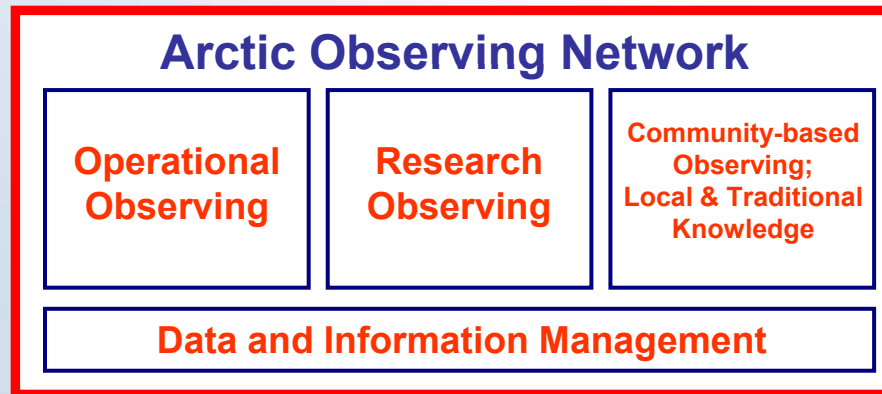 Arctic Observing Network
Operational
Observing
Research
Observing
Community-based
Observing;
Local & Traditional
Knowledge
Data and Information Management